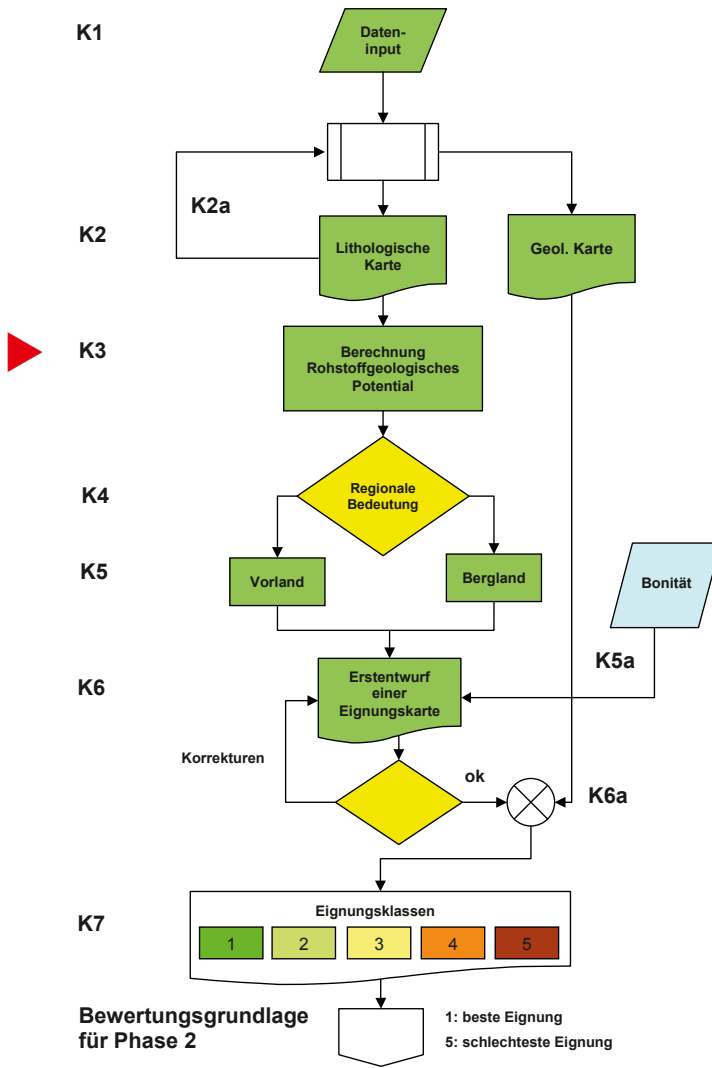 K1
Daten-
input
K2a
K2
Lithologische
Karte
Geol. Karte
K3
Berechnung
Rohstoffgeologisches
Potential
K4
Regionale
Bedeutung
K5
Vorland
Bergland
Bonität
K5a
K6
Erstentwurf
einer
Eignungskarte
Korrekturen
ok
K6a
K7
Eignungsklassen
1 2 3 4 5
Bewertungsgrundlage
für Phase 2
1: beste Eignung
5: schlechteste Eignung